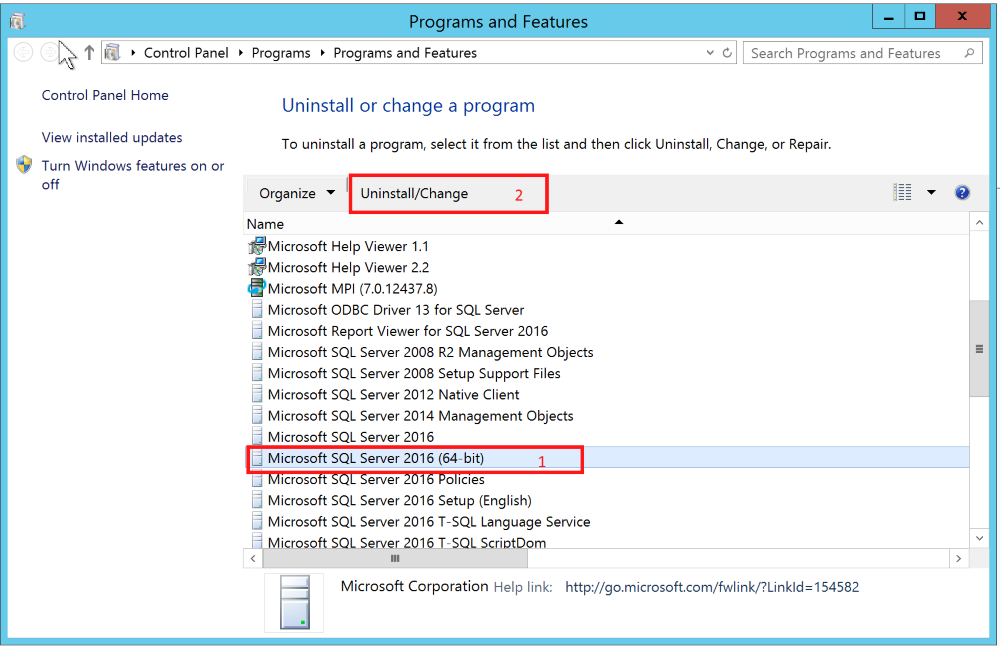 Programs and Features
x
Control Panel Programs Programs and Features
Search Programs and Features
Control Panel Home
View installed updates
Turn Windows features on or
off
Uninstall or change a program
To uninstall a program, select it from the list and then click Uninstall, Change, or Repair.
Organize Uninstall/Change 2
?
Name
Microsoft Help Viewer 1.1
Microsoft Help Viewer 2.2
Microsoft MPI (7.0.12437.8)
Microsoft ODBC Driver 13 for SQL Server
Microsoft Report Viewer for SQL Server 2016
Microsoft SQL Server 2008 R2 Management Objects
Microsoft SQL Server 2008 Setup Support Files
Microsoft SQL Server 2012 Native Client
Microsoft SQL Server 2014 Management Objects
Microsoft SQL Server 2016
Microsoft SQL Server 2016 (64-bit) 1
Microsoft SQL Server 2016 Policies
Microsoft SQL Server 2016 Setup (English)
Microsoft SQL Server 2016 T-SQL Language Service
Microsoft SQL Server 2016 T-SQL ScriptDom
Microsoft Corporation Help link: http://go.microsoft.com/fwlink/?LinkId=154582